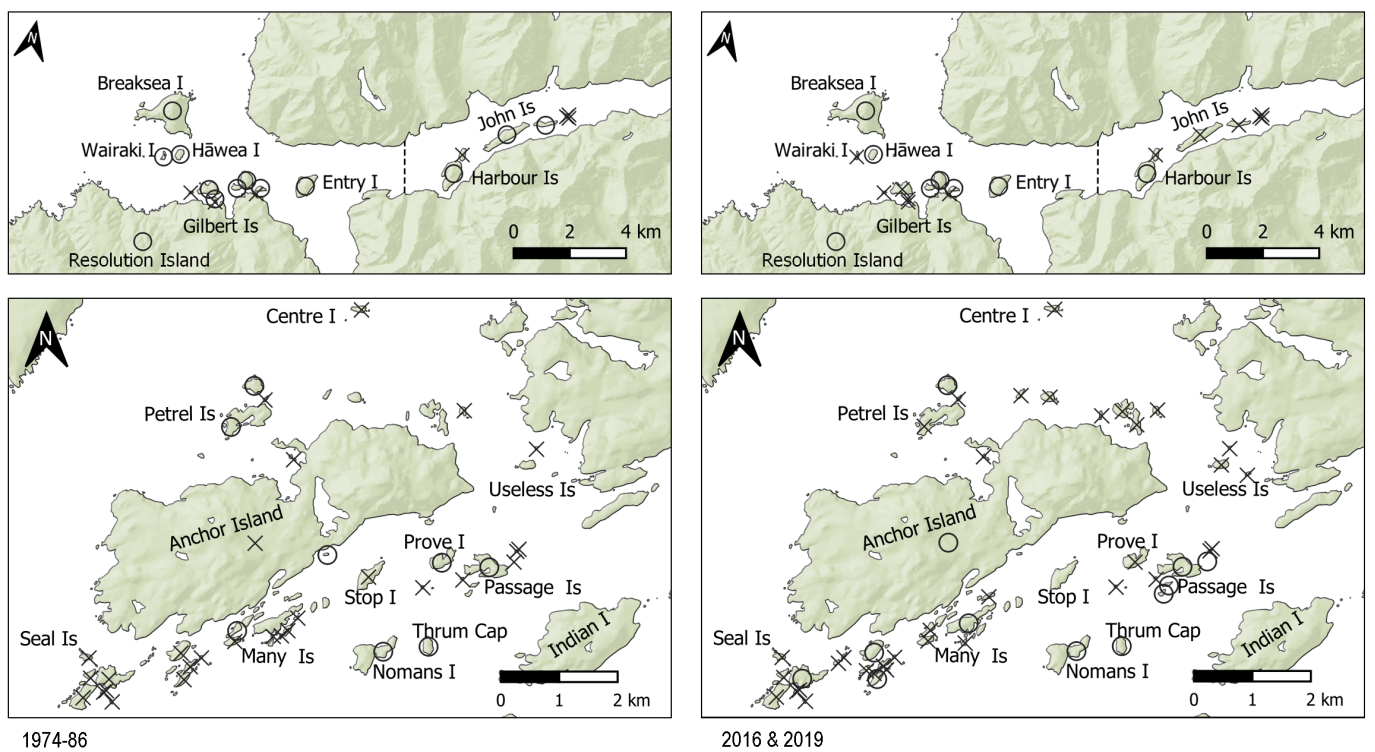 N
Breaksea I
John Is
Wairaki I
Hāwea I
Entry I
Harbour Is
Gilbert Is
0 2 4 km
Resolution Island
N
Breaksea I
John Is
Wairaki I
Hāwea I
Entry I
Harbour Is
Gilbert Is
0 2 4 km
Resolution Island
N
Centre I
Petrel Is
Useless Is
Anchor Island
Prove I
Passage Is
Stop I
Seal Is
Many Is
Thrum Cap
Indian I
Nomans I
0 1 2 km
N
Centre I
Petrel Is
Useless Is
Anchor Island
Prove I
Passage Is
Stop I
Seal Is
Many Is
Thrum Cap
Indian I
Nomans I
0 1 2 km
1974-86
2016 & 2019